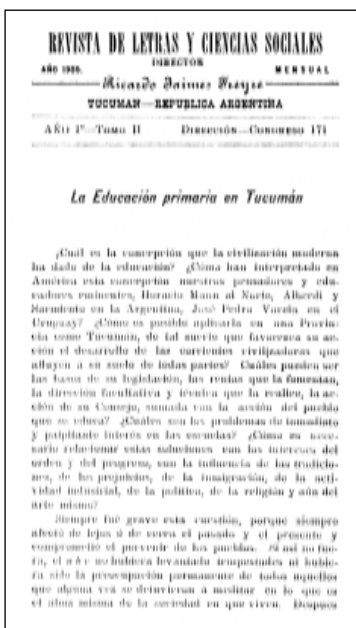 REVISTA DE LETRAS Y CIENCIAS SOCIALES
DIRECTOR
AÑO 1905. MENSUAL
Ricardo Jaimes Freyre
TUCUMAN—REPUBLICA ARGENTINA
AÑO 1º—TOMO II DIRECCIÓN—CONGRESO 171
La Educación primaria en Tucumán
¿Cuál es la concepción que la civilización moderna
ha dado de la educación? ¿Cómo han interpretado en
América esta concepción nuestros pensadores y edu-
cadores eminentes, Horacio Mann al Norte, Alberdi y
Sarmiento en la Argentina, José Pedro Varela en el
Uruguay? ¿Cómo es posible aplicarla en una Provin-
cia como Tucumán, de tal suerte que favorezca su ac-
ción el desarrollo de las corrientes civilizadoras que
afluyen a su suelo de todas partes? Cuáles pueden ser
las bases de su legislación, las rentas que la fomentan,
la dirección facultativa y técnica que la realice, la ac-
ción de su Consejo, sumada con la acción del pueblo
que se educa? ¿Cuáles son los problemas de inmediato
y palpitante interés en las escuelas? ¿Cómo es nece-
sario relacionar estas soluciones con los intereses del
orden y del progreso, con la influencia de las tradicio-
nes, de los prejuicios, de la inmigración, de la acti-
vidad industrial, de la política, de la religión y aún del
arte mismo?
Siempre fué grave esta cuestión, porque siempre
afectó de lejos ó de cerca el pasado y el presente y
comprometió el porvenir de los pueblos. Si así no fue-
ra, el no hubiera levantado tempestades ni hubie-
ra sido la preocupación permanente de todos aquellos
que alguna vez se detuvieran a meditar en lo que es
el alma misma de la sociedad en que viven. Despues